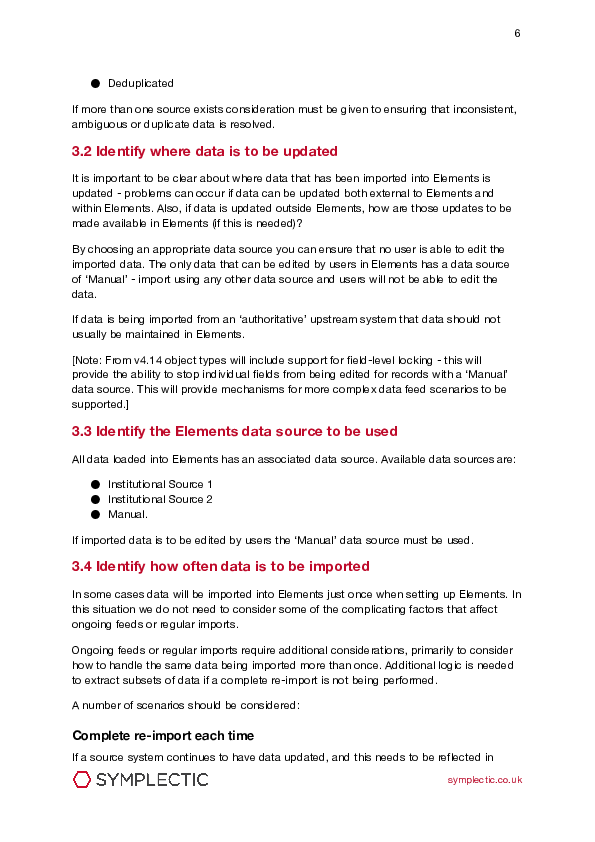 6
● Deduplicated
If more than one source exists consideration must be given to ensuring that inconsistent,
ambiguous or duplicate data is resolved.
3.2 Identify where data is to be updated
It is important to be clear about where data that has been imported into Elements is
updated - problems can occur if data can be updated both external to Elements and
within Elements. Also, if data is updated outside Elements, how are those updates to be
made available in Elements (if this is needed)?
By choosing an appropriate data source you can ensure that no user is able to edit the
imported data. The only data that can be edited by users in Elements has a data source
of ‘Manual’ - import using any other data source and users will not be able to edit the
data.
If data is being imported from an ‘authoritative’ upstream system that data should not
usually be maintained in Elements.
[Note: From v4.14 object types will include support for field-level locking - this will
provide the ability to stop individual fields from being edited for records with a ‘Manual’
data source. This will provide mechanisms for more complex data feed scenarios to be
supported.]
3.3 Identify the Elements data source to be used
All data loaded into Elements has an associated data source. Available data sources are:
● Institutional Source 1
● Institutional Source 2
● Manual.
If imported data is to be edited by users the ‘Manual’ data source must be used.
3.4 Identify how often data is to be imported
In some cases data will be imported into Elements just once when setting up Elements. In
this situation we do not need to consider some of the complicating factors that affect
ongoing feeds or regular imports.
Ongoing feeds or regular imports require additional considerations, primarily to consider
how to handle the same data being imported more than once. Additional logic is needed
to extract subsets of data if a complete re-import is not being performed.
A number of scenarios should be considered:
Complete re-import each time
If a source system continues to have data updated, and this needs to be reflected in
SYMPLECTIC
symplectic.co.uk